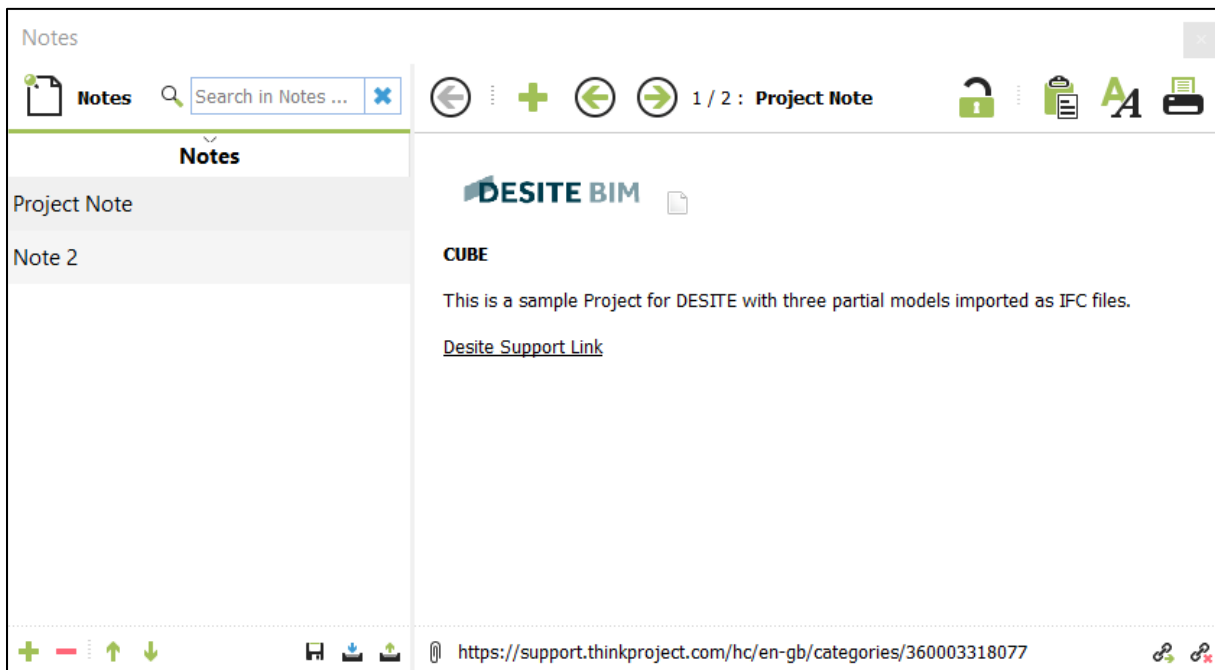 Notes
Notes
Search in Notes ...
1 / 2 : Project Note
Notes
Project Note
Note 2
DESITE BIM
CUBE
This is a sample Project for DESITE with three partial models imported as IFC files.
Desite Support Link
https://support.thinkproject.com/hc/en-gb/categories/360003318077